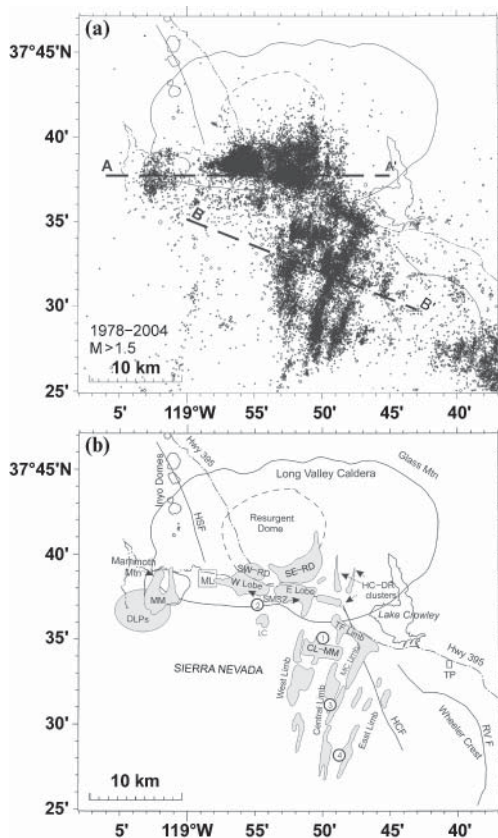 (a)
37°45'
40'
35'
30'
25'
A
A'
B
B'
1978–2004
M>1.5
10 km
5' 119°W 55' 50' 45' 40'
(b)
37°45'
40'
35'
30'
25'
Inyo Domes
Hwy 395
HSF
Long Valley Caldera
Glass Mtn
Resurgent
Dome
Mammoth
Mtn
MM
DLPs
ML
SW–RD
SE–RD
W Lobe
E Lobe
SMSZ
HC–DR
clusters
Lake Crowley
2
LC
TF Limb
1
CL–MM
MC Limb
Hwy 395
TP
SIERRA NEVADA
West Limb
Central Limb
3
East Limb
4
HCF
Wheeler Crest
RV F
10 km
5' 119°W 55' 50' 45' 40'